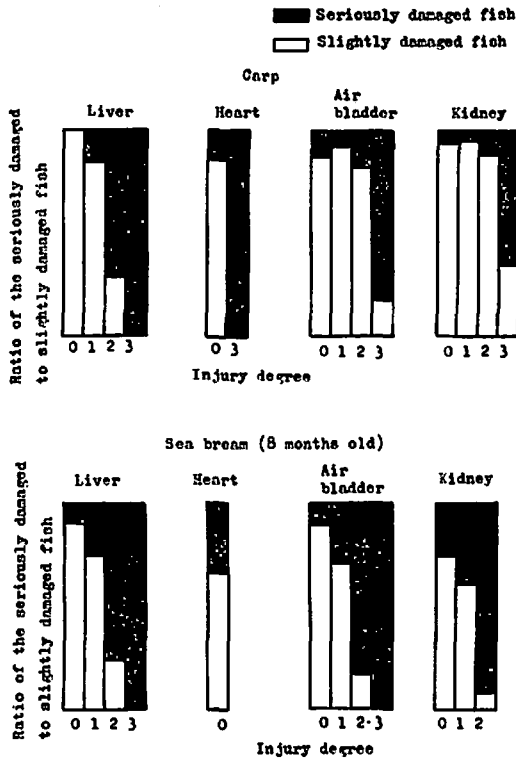 Seriously damaged fish
Slightly damaged fish
Carp
Liver
Heart
Air
bladder
Kidney
Ratio of the seriously damaged
to slightly damaged fish
0 1 2 3
0 3
0 1 2 3
0 1 2 3
Injury degree
Sea bream (8 months old)
Liver
Heart
Air
bladder
Kidney
Ratio of the seriously damaged
to slightly damaged fish
0 1 2 3
0
0 1 2·3
0 1 2
Injury degree